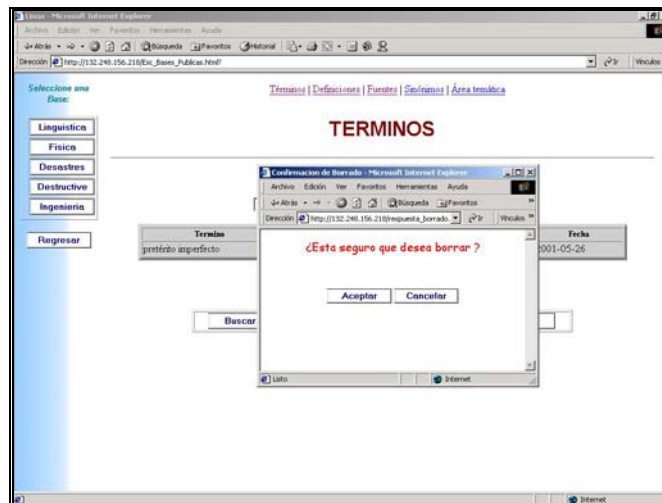 Linux - Microsoft Internet Explorer
Archivo Edición Ver Favoritos Herramientas Ayuda
Atrás Búsqueda Favoritos Historial
Dirección http://132.248.156.218/Esc_Bases_Publicas.html? Ir Vínculos
Seleccione una
Base:
Términos | Definiciones | Fuentes | Sinónimos | Área temática
TERMINOS
Linguistica
Fisica
Desastres
Destructivo
Ingenieria
Regresar
Termino Fecha
pretérito imperfecto 2001-05-26
Buscar
Confirmacion de Borrado - Microsoft Internet Explorer
Archivo Edición Ver Favoritos Herramientas Ayuda
Atrás Búsqueda Favoritos
Dirección http://132.248.156.218/respuesta_borrado. Vínculos
¿Esta seguro que desea borrar ?
Aceptar Cancelar
Listo Internet
Internet